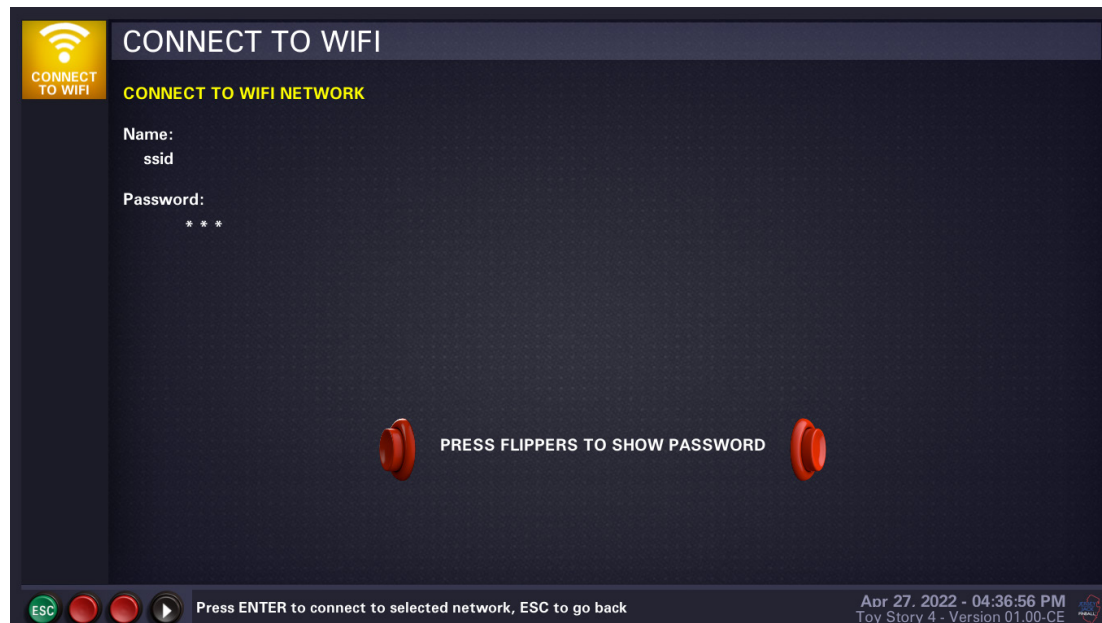 CONNECT TO WIFI
CONNECT
TO WIFI
CONNECT TO WIFI NETWORK
Name:
ssid
Password:
* * *
PRESS FLIPPERS TO SHOW PASSWORD
ESC
Press ENTER to connect to selected network, ESC to go back
Apr 27, 2022 - 04:36:56 PM
Toy Story 4 - Version 01.00-CE
PINBALL